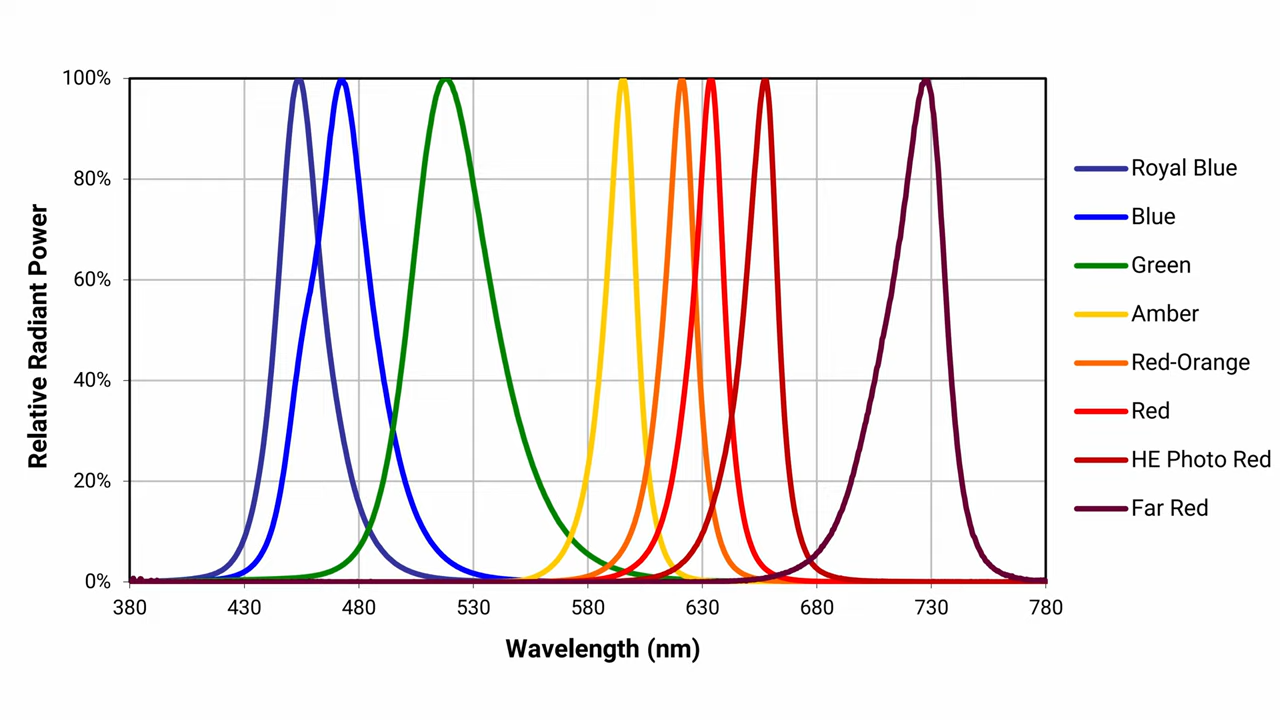 100%
80%
60%
40%
20%
0%
Relative Radiant Power
380 430 480 530 580 630 680 730 780
Wavelength (nm)
Royal Blue
Blue
Green
Amber
Red-Orange
Red
HE Photo Red
Far Red